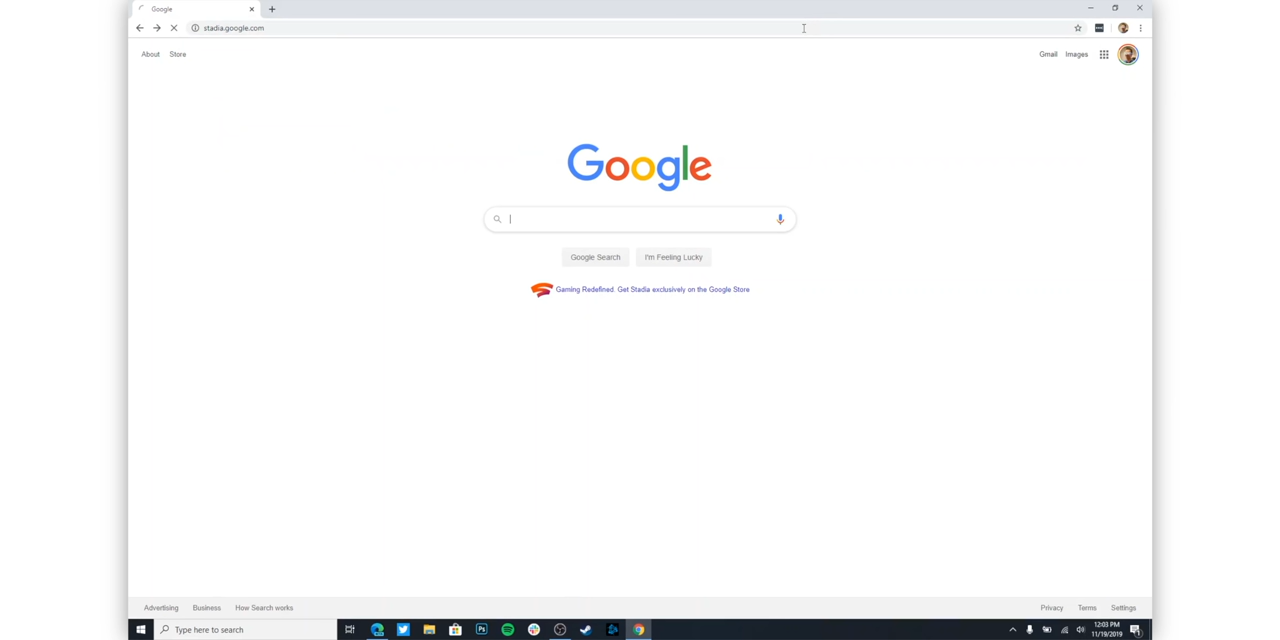 Google
stadia.google.com
About Store
Gmail Images
Google
Google Search I'm Feeling Lucky
Gaming Redefined. Get Stadia exclusively on the Google Store
Advertising Business How Search works
Privacy Terms Settings
Type here to search
Ps
12:03 PM
11/19/2019